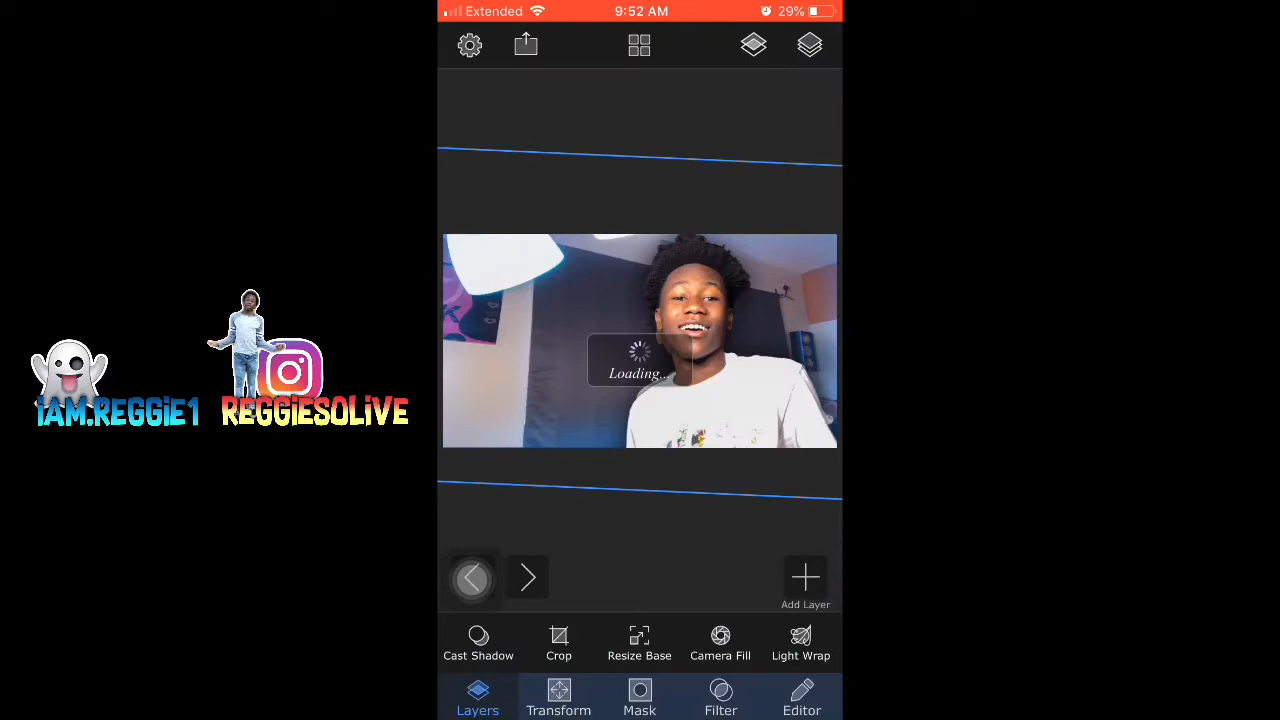 Extended 9:52 AM 29%
Loading...
iAM.REGGiE1 REGGiESOLiVE
Add Layer
Cast Shadow Crop Resize Base Camera Fill Light Wrap
Layers Transform Mask Filter Editor